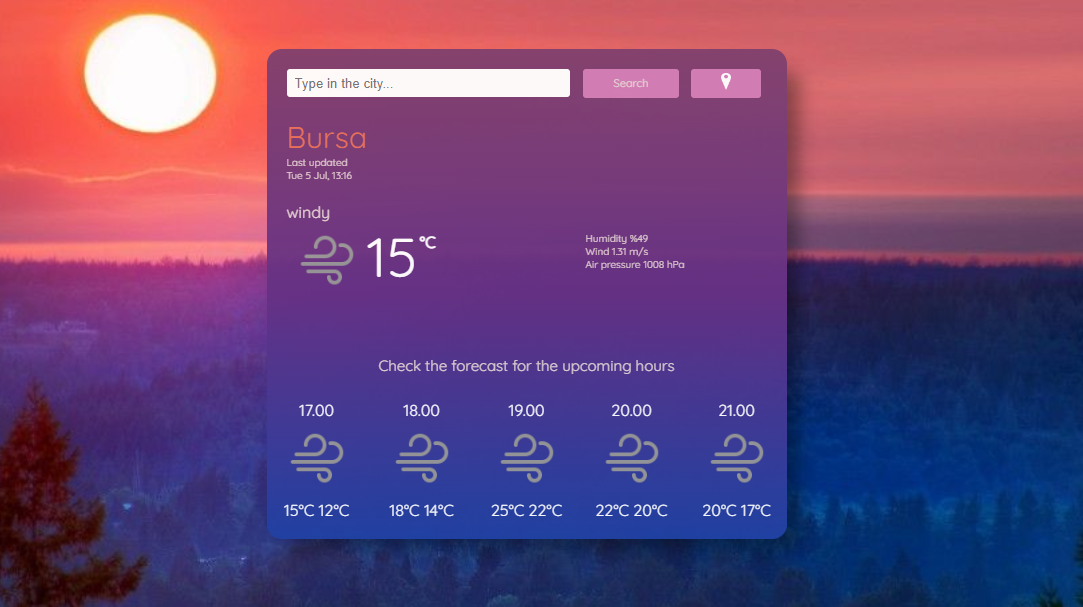 Type in the city...
Search
Bursa
Last updated
Tue 5 Jul, 13:16
windy
15 °C
Humidity %49
Wind 1.31 m/s
Air pressure 1008 hPa
Check the forecast for the upcoming hours
17.00 18.00 19.00 20.00 21.00
15°C 12°C 18°C 14°C 25°C 22°C 22°C 20°C 20°C 17°C